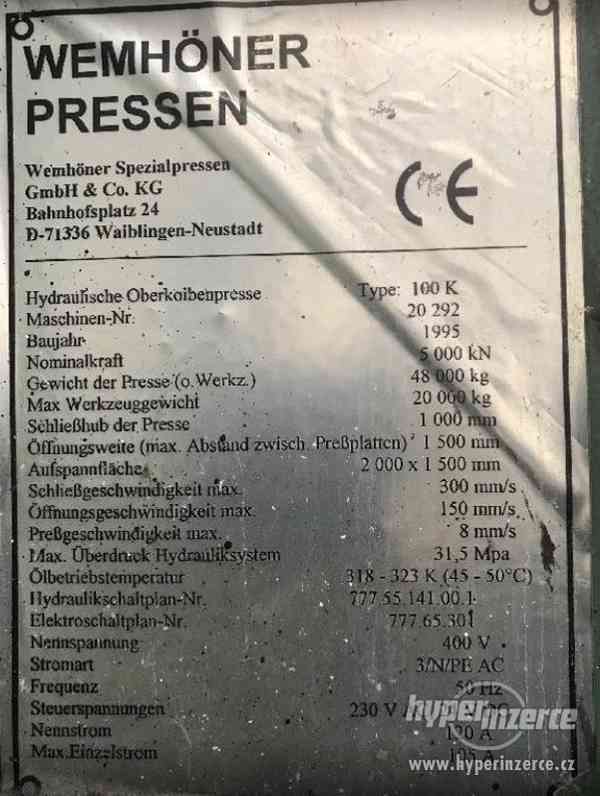 WEMHÖNER
PRESSEN
Wemhöner Spezialpressen
GmbH & Co. KG
Bahnhofsplatz 24
D-71336 Waiblingen-Neustadt
CE
Hydraulische Oberkolbenpresse Type: 100 K
Maschinen-Nr. 20 292
Baujahr 1995
Nominalkraft 5 000 kN
Gewicht der Presse (o.Werkz.) 48 000 kg
Max Werkzeuggewicht 20 000 kg
Schließhub der Presse 1 000 mm
Öffnungsweite (max. Abstand zwisch. Preßplatten) 1 500 mm
Aufspannfläche 2 000 x 1 500 mm
Schließgeschwindigkeit max. 300 mm/s
Öffnungsgeschwindigkeit max. 150 mm/s
Preßgeschwindigkeit max. 8 mm/s
Max. Überdruck Hydrauliksystem 31,5 Mpa
Ölbetriebstemperatur 318 - 323 K (45 - 50°C)
Hydraulikschaltplan-Nr. 777.55.141.00.1
Elektroschaltplan-Nr. 777.65.301
Nennspannung 400 V
Stromart 3/N/PE AC
Frequenz 50 Hz
Steuerspannungen 230 V
Nennstrom
Max.Einzelstrom
hyperinzerce
www.hyperinzerce.cz